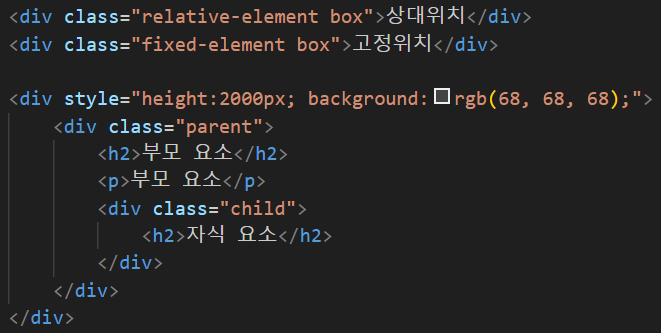 <div class="relative-element box">상대위치</div>
<div class="fixed-element box">고정위치</div>
<div style="height:2000px; background:rgb(68, 68, 68);">
<div class="parent">
<h2>부모 요소</h2>
<p>부모 요소</p>
<div class="child">
<h2>자식 요소</h2>
</div>
</div>
</div>